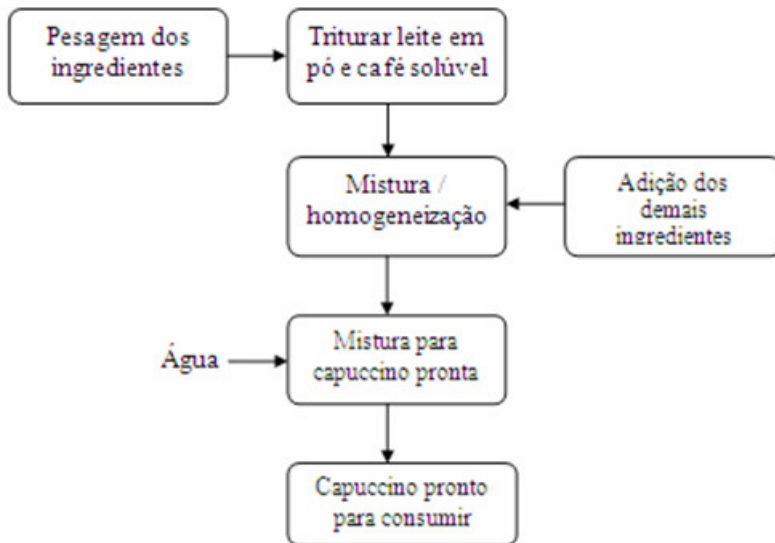 Pesagem dos
ingredientes
Triturar leite em
pó e café solúvel
Mistura /
homogeneização
Adição dos
demais
ingredientes
Água
Mistura para
capuccino pronta
Capuccino pronto
para consumir